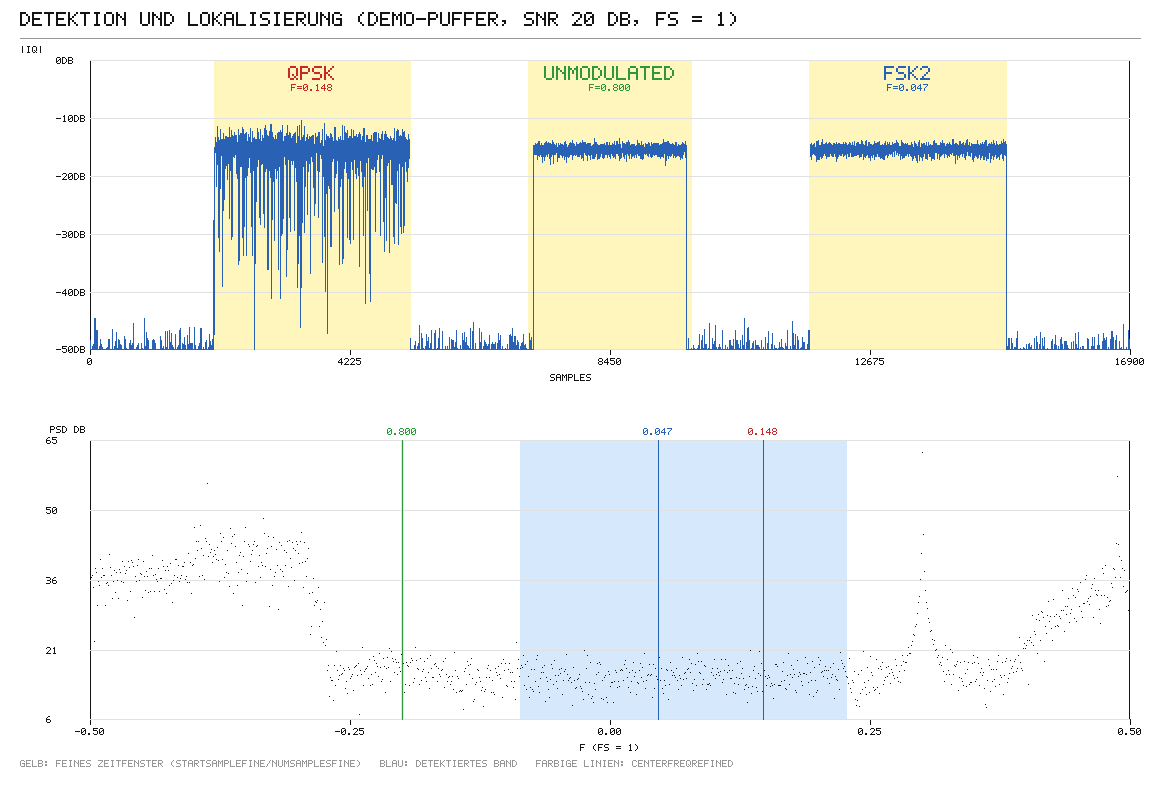 DETEKTION UND LOKALISIERUNG (DEMO-PUFFER, SNR 20 DB, FS = 1)
|IQ|
0DB
QPSK UNMODULATED FSK2
F=0.148 F=0.800 F=0.047
-10DB
-20DB
-30DB
-40DB
-50DB
0 4225 8450 12675 16900
SAMPLES
PSD DB 0.800 0.047 0.148
65
50
36
21
6
-0.50 -0.25 0.00 0.25 0.50
F (FS = 1)
GELB: FEINES ZEITFENSTER (STARTSAMPLEFINE/NUMSAMPLESFINE) BLAU: DETEKTIERTES BAND FARBIGE LINIEN: CENTERFREQREFINED